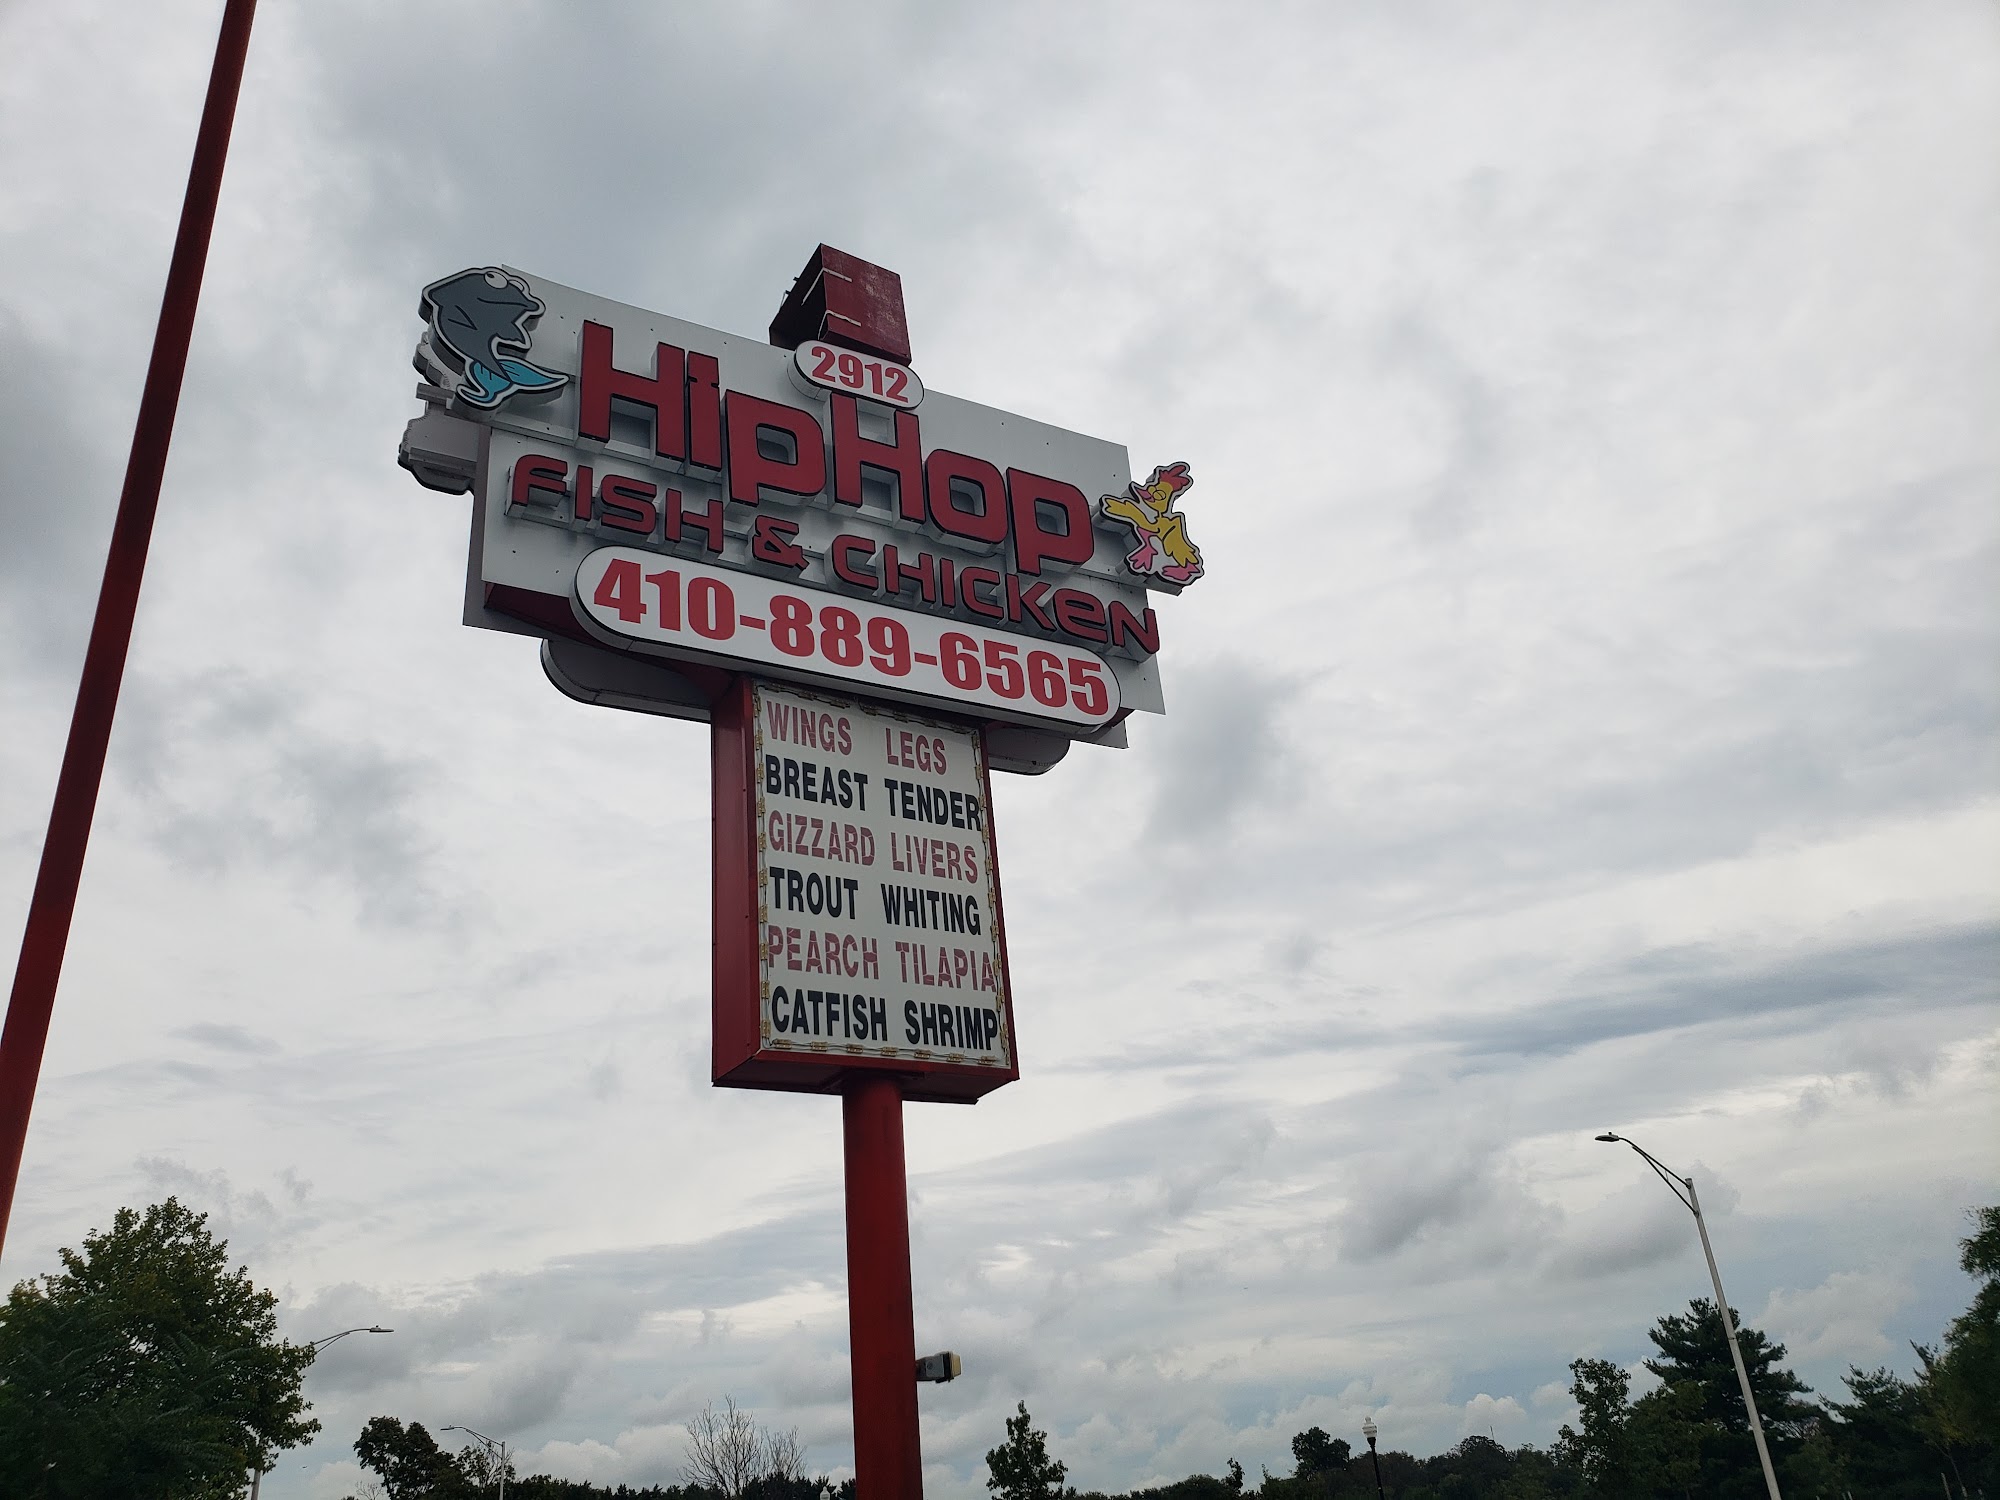 2912
HipHop
FISH & CHICKEN
410-889-6565
WINGS LEGS
BREAST TENDER
GIZZARD LIVERS
TROUT WHITING
PEARCH TILAPIA
CATFISH SHRIMP